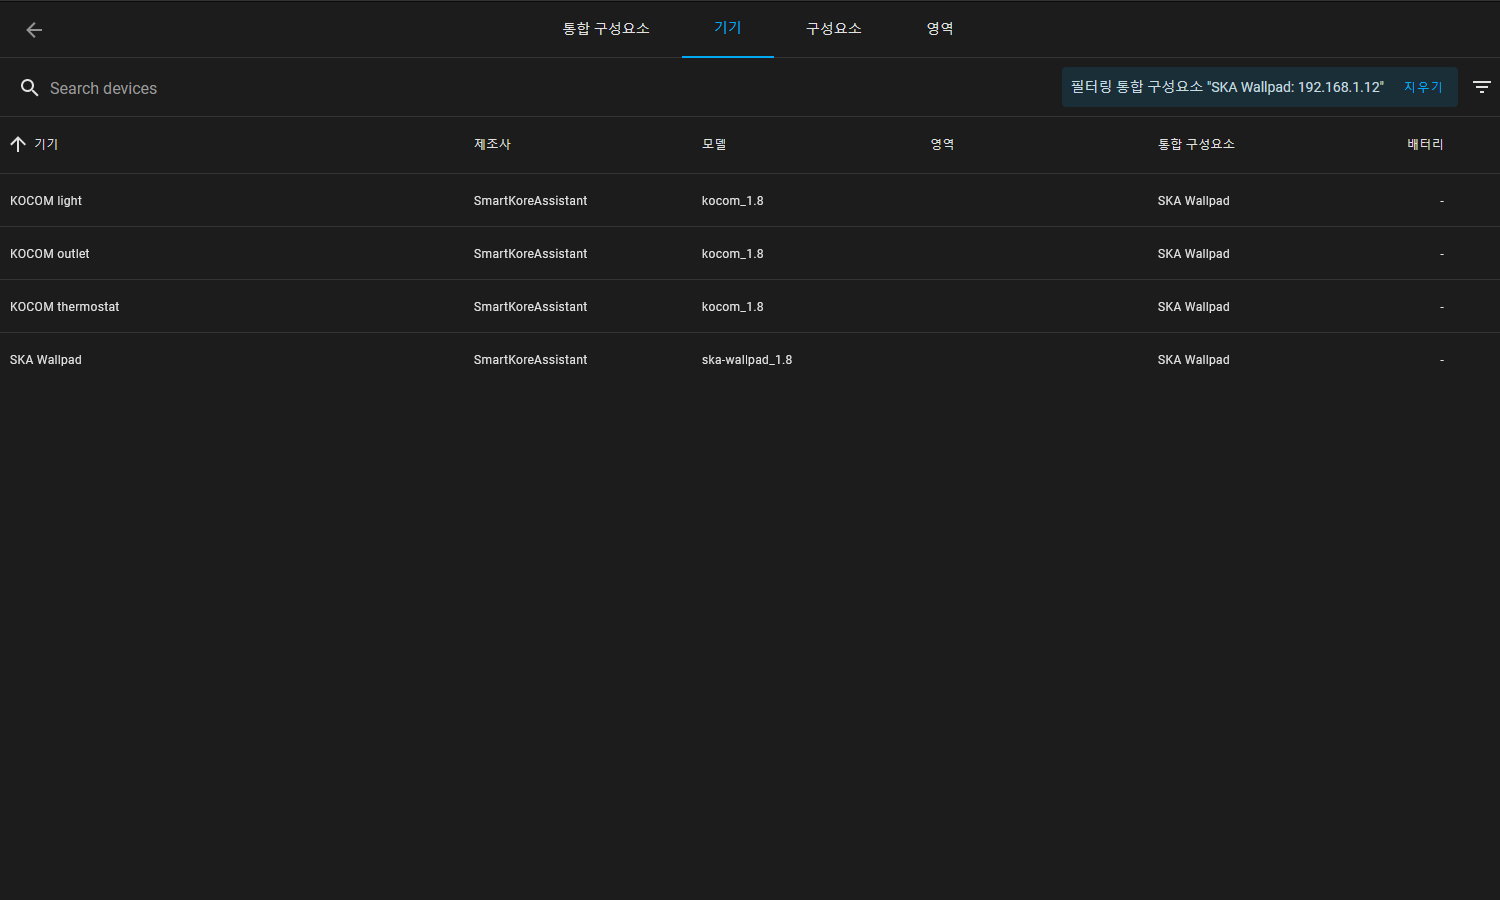 통합 구성요소 기기 구성요소 영역
Search devices 필터링 통합 구성요소 "SKA Wallpad: 192.168.1.12" 지우기
기기 제조사 모델 영역 통합 구성요소 배터리
KOCOM light SmartKoreAssistant kocom_1.8 SKA Wallpad -
KOCOM outlet SmartKoreAssistant kocom_1.8 SKA Wallpad -
KOCOM thermostat SmartKoreAssistant kocom_1.8 SKA Wallpad -
SKA Wallpad SmartKoreAssistant ska-wallpad_1.8 SKA Wallpad -